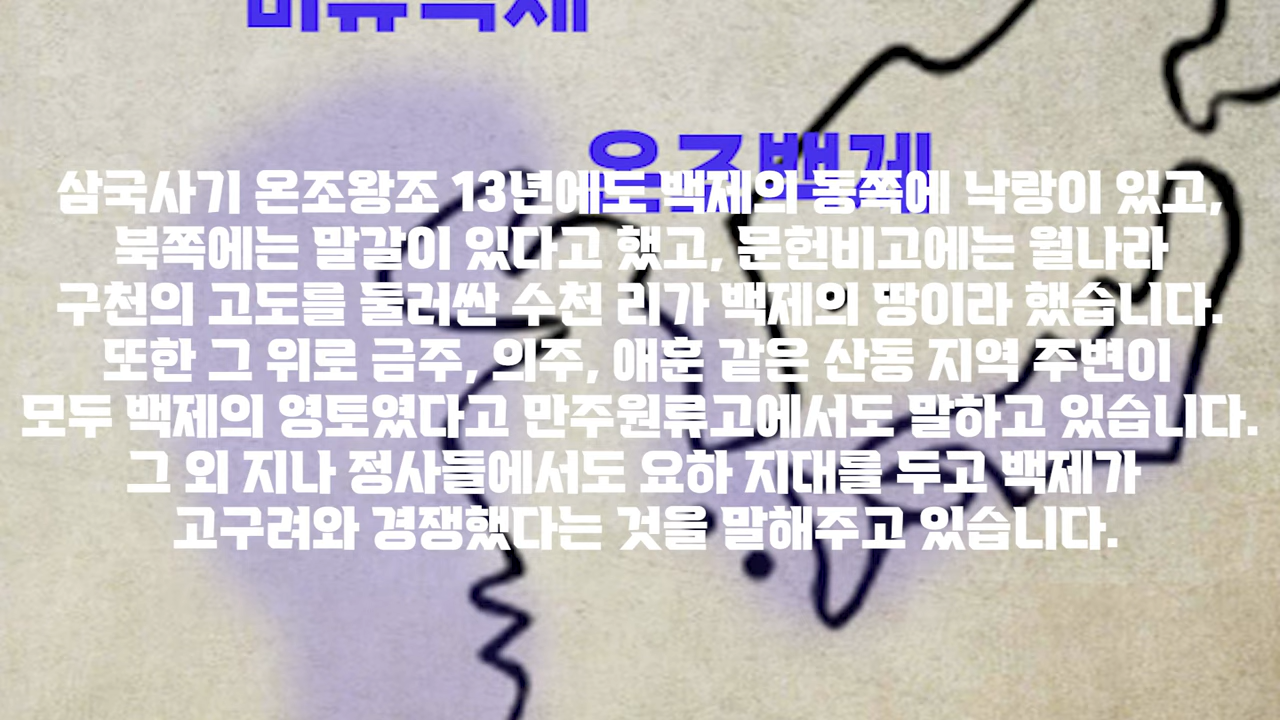 비류백제
온조백제
삼국사기 온조왕조 13년에도 백제의 동쪽에 낙랑이 있고,
북쪽에는 말갈이 있다고 했고, 문헌비고에는 월나라
구천의 고도를 둘러싼 수천 리가 백제의 땅이라 했습니다.
또한 그 위로 금주, 의주, 애훈 같은 산동 지역 주변이
모두 백제의 영토였다고 만주원류고에서도 말하고 있습니다.
그 외 지나 정사들에서도 요하 지대를 두고 백제가
고구려와 경쟁했다는 것을 말해주고 있습니다.